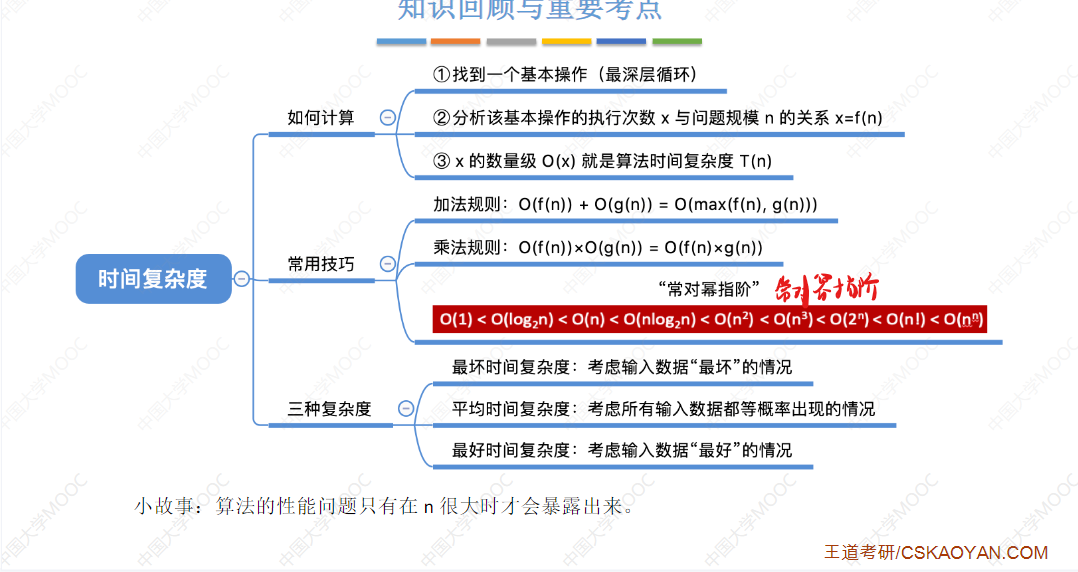 知识回顾与重要考点
①找到一个基本操作（最深层循环）
如何计算
②分析该基本操作的执行次数 x 与问题规模 n 的关系 x=f(n)
③ x 的数量级 O(x) 就是算法时间复杂度 T(n)
加法规则：O(f(n)) + O(g(n)) = O(max(f(n), g(n)))
乘法规则：O(f(n))×O(g(n)) = O(f(n)×g(n))
常用技巧
时间复杂度
“常对幂指阶” 常对幂指阶
O(1) < O(log₂n) < O(n) < O(nlog₂n) < O(n²) < O(n³) < O(2ⁿ) < O(n!) < O(nⁿ)
最坏时间复杂度：考虑输入数据“最坏”的情况
三种复杂度
平均时间复杂度：考虑所有输入数据都等概率出现的情况
最好时间复杂度：考虑输入数据“最好”的情况
小故事：算法的性能问题只有在 n 很大时才会暴露出来。
王道考研/CSKAOYAN.COM
中国大学MOOC